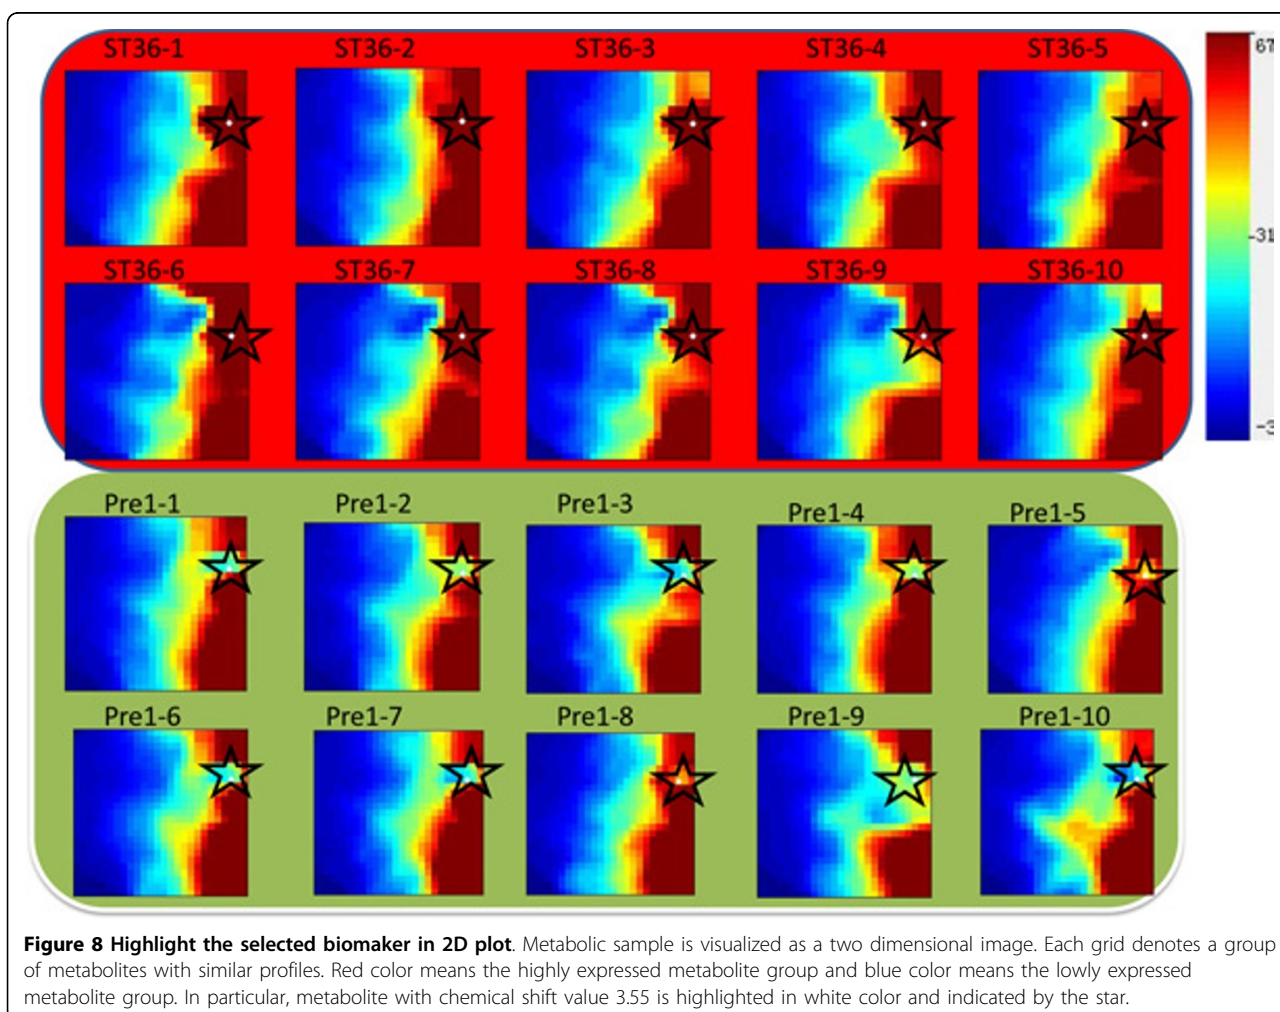 ST36-1 ST36-2 ST36-3 ST36-4 ST36-5
67
31
ST36-6 ST36-7 ST36-8 ST36-9 ST36-10
Pre1-1 Pre1-2 Pre1-3 Pre1-4 Pre1-5
Pre1-6 Pre1-7 Pre1-8 Pre1-9 Pre1-10
Figure 8 Highlight the selected biomaker in 2D plot. Metabolic sample is visualized as a two dimensional image. Each grid denotes a group
of metabolites with similar profiles. Red color means the highly expressed metabolite group and blue color means the lowly expressed
metabolite group. In particular, metabolite with chemical shift value 3.55 is highlighted in white color and indicated by the star.